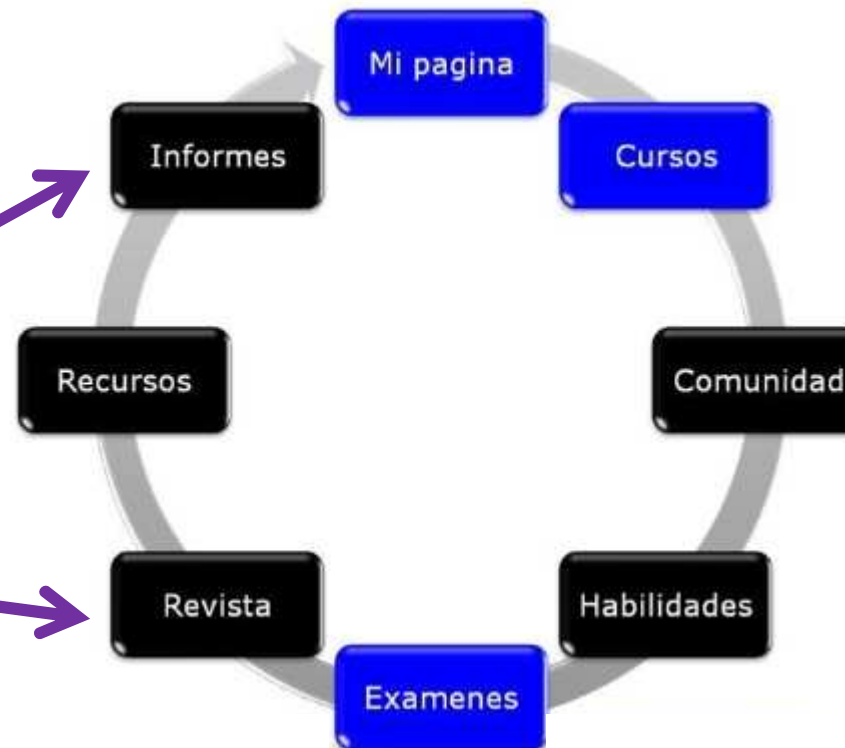 Mi pagina
Cursos
Comunidad
Habilidades
Examenes
Revista
Recursos
Informes